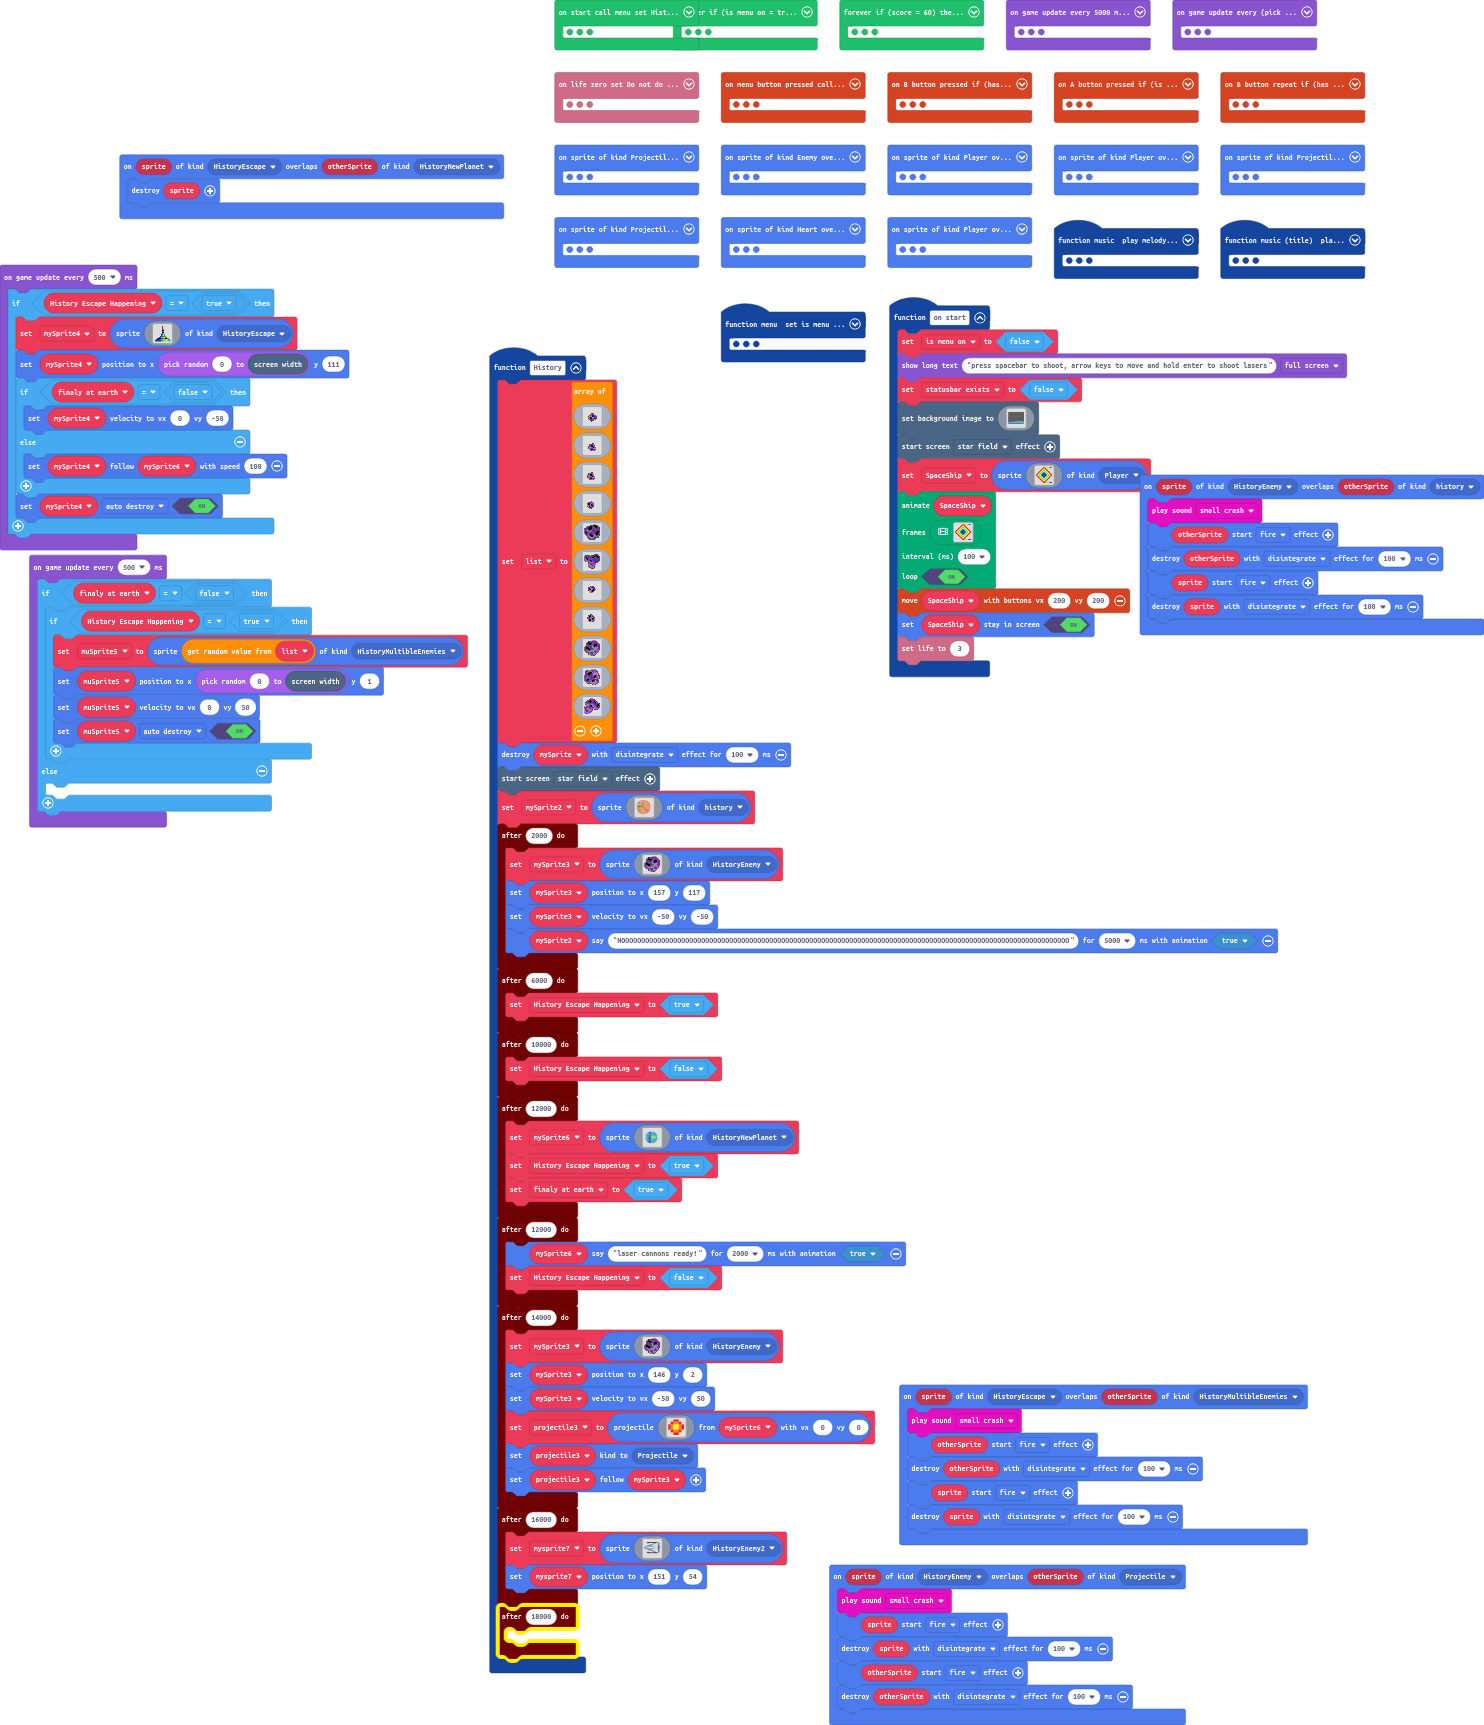 on start call menu set Hist...
er if (is menu on = tr...
forever if (score = 60) the...
on game update every 5000 m...
on game update every (pick ...
on life zero set Do not do ...
on menu button pressed call...
on B button pressed if (has...
on A button pressed if (is ...
on B button repeat if (has ...
on sprite of kind Projectil...
on sprite of kind Enemy ove...
on sprite of kind Player ov...
on sprite of kind Player ov...
on sprite of kind Projectil...
on sprite of kind Projectil...
on sprite of kind Heart ove...
on sprite of kind Player ov...
function music play melody...
function music (title) pla...
function menu set is menu ...
on sprite of kind HistoryEscape overlaps otherSprite of kind HistoryNewPlanet
destroy sprite
on game update every 500 ms
if History Escape Happening = true then
set mySprite4 to sprite of kind HistoryEscape
set mySprite4 position to x pick random 0 to screen width y 111
if finaly at earth = false then
set mySprite4 velocity to vx 0 vy -50
else
set mySprite4 follow mySprite6 with speed 100
set mySprite4 auto destroy ON
on game update every 500 ms
if finaly at earth = false then
if History Escape Happening = true then
set muSprite5 to sprite get random value from list of kind HistoryMultibleEnemies
set muSprite5 position to x pick random 0 to screen width y 1
set muSprite5 velocity to vx 0 vy 50
set muSprite5 auto destroy ON
else
function History
array of
set list to
destroy mySprite with disintegrate effect for 100 ms
start screen star field effect
set mySprite2 to sprite of kind history
after 2000 do
set mySprite3 to sprite of kind HistoryEnemy
set mySprite3 position to x 157 y 117
set mySprite3 velocity to vx -50 vy -50
mySprite2 say for 5000 ms with animation true
after 6000 do
set History Escape Happening to true
after 10000 do
set History Escape Happening to false
after 12000 do
set mySprite6 to sprite of kind HistoryNewPlanet
set History Escape Happening to true
set finaly at earth to true
after 12000 do
mySprite6 say "laser cannons ready!" for 2000 ms with animation true
set History Escape Happening to false
after 14000 do
set mySprite3 to sprite of kind HistoryEnemy
set mySprite3 position to x 146 y 2
set mySprite3 velocity to vx -50 vy 50
set projectile3 to projectile from mySprite6 with vx 0 vy 0
set projectile3 kind to Projectile
set projectile3 follow mySprite3
after 16000 do
set mysprite7 to sprite of kind HistoryEnemy2
set mysprite7 position to x 151 y 54
after 18000 do
function on start
set is menu on to false
show long text "press spacebar to shoot, arrow keys to move and hold enter to shoot lasers" full screen
set statusbar exists to false
set background image to
start screen star field effect
set SpaceShip to sprite of kind Player
animate SpaceShip
frames
interval (ms) 100
loop ON
move SpaceShip with buttons vx 200 vy 200
set SpaceShip stay in screen ON
set life to 3
on sprite of kind HistoryEnemy overlaps otherSprite of kind history
play sound small crash
otherSprite start fire effect
destroy otherSprite with disintegrate effect for 100 ms
sprite start fire effect
destroy sprite with disintegrate effect for 100 ms
on sprite of kind HistoryEscape overlaps otherSprite of kind HistoryMultibleEnemies
play sound small crash
otherSprite start fire effect
destroy otherSprite with disintegrate effect for 100 ms
sprite start fire effect
destroy sprite with disintegrate effect for 100 ms
on sprite of kind HistoryEnemy overlaps otherSprite of kind Projectile
play sound small crash
sprite start fire effect
destroy sprite with disintegrate effect for 100 ms
otherSprite start fire effect
destroy otherSprite with disintegrate effect for 100 ms